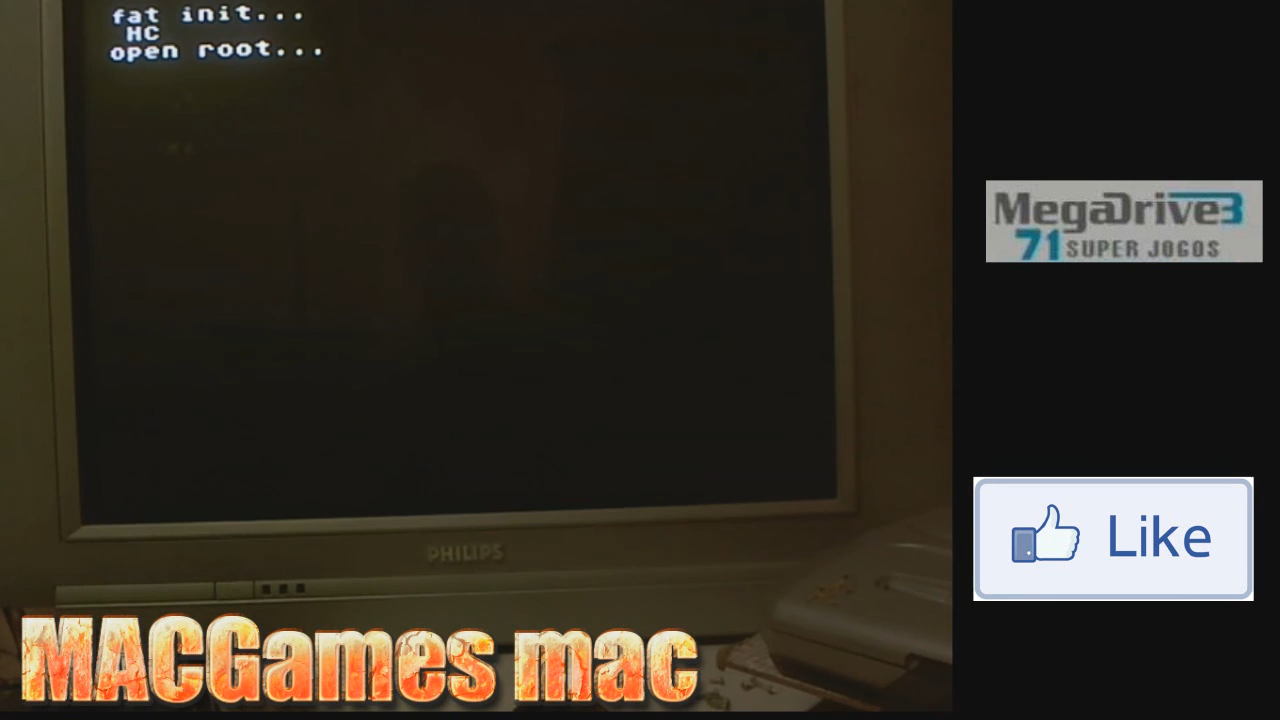 fat init...
HC
open root...
PHILIPS
MegaDrive3
71 SUPER JOGOS
Like
MACGames mac